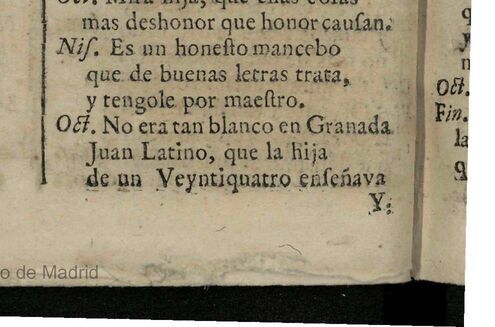 Oct. Mira hija, que estas cosas
mas deshonor que honor causan.
Nis. Es un honesto mancebo
que de buenas letras trata,
y tengole por maestro.
Oct. No era tan blanco en Granada
Juan Latino, que la hija
de un Veyntiquatro enseñava
Y;
Oct.
Fin.
la
o de Madrid